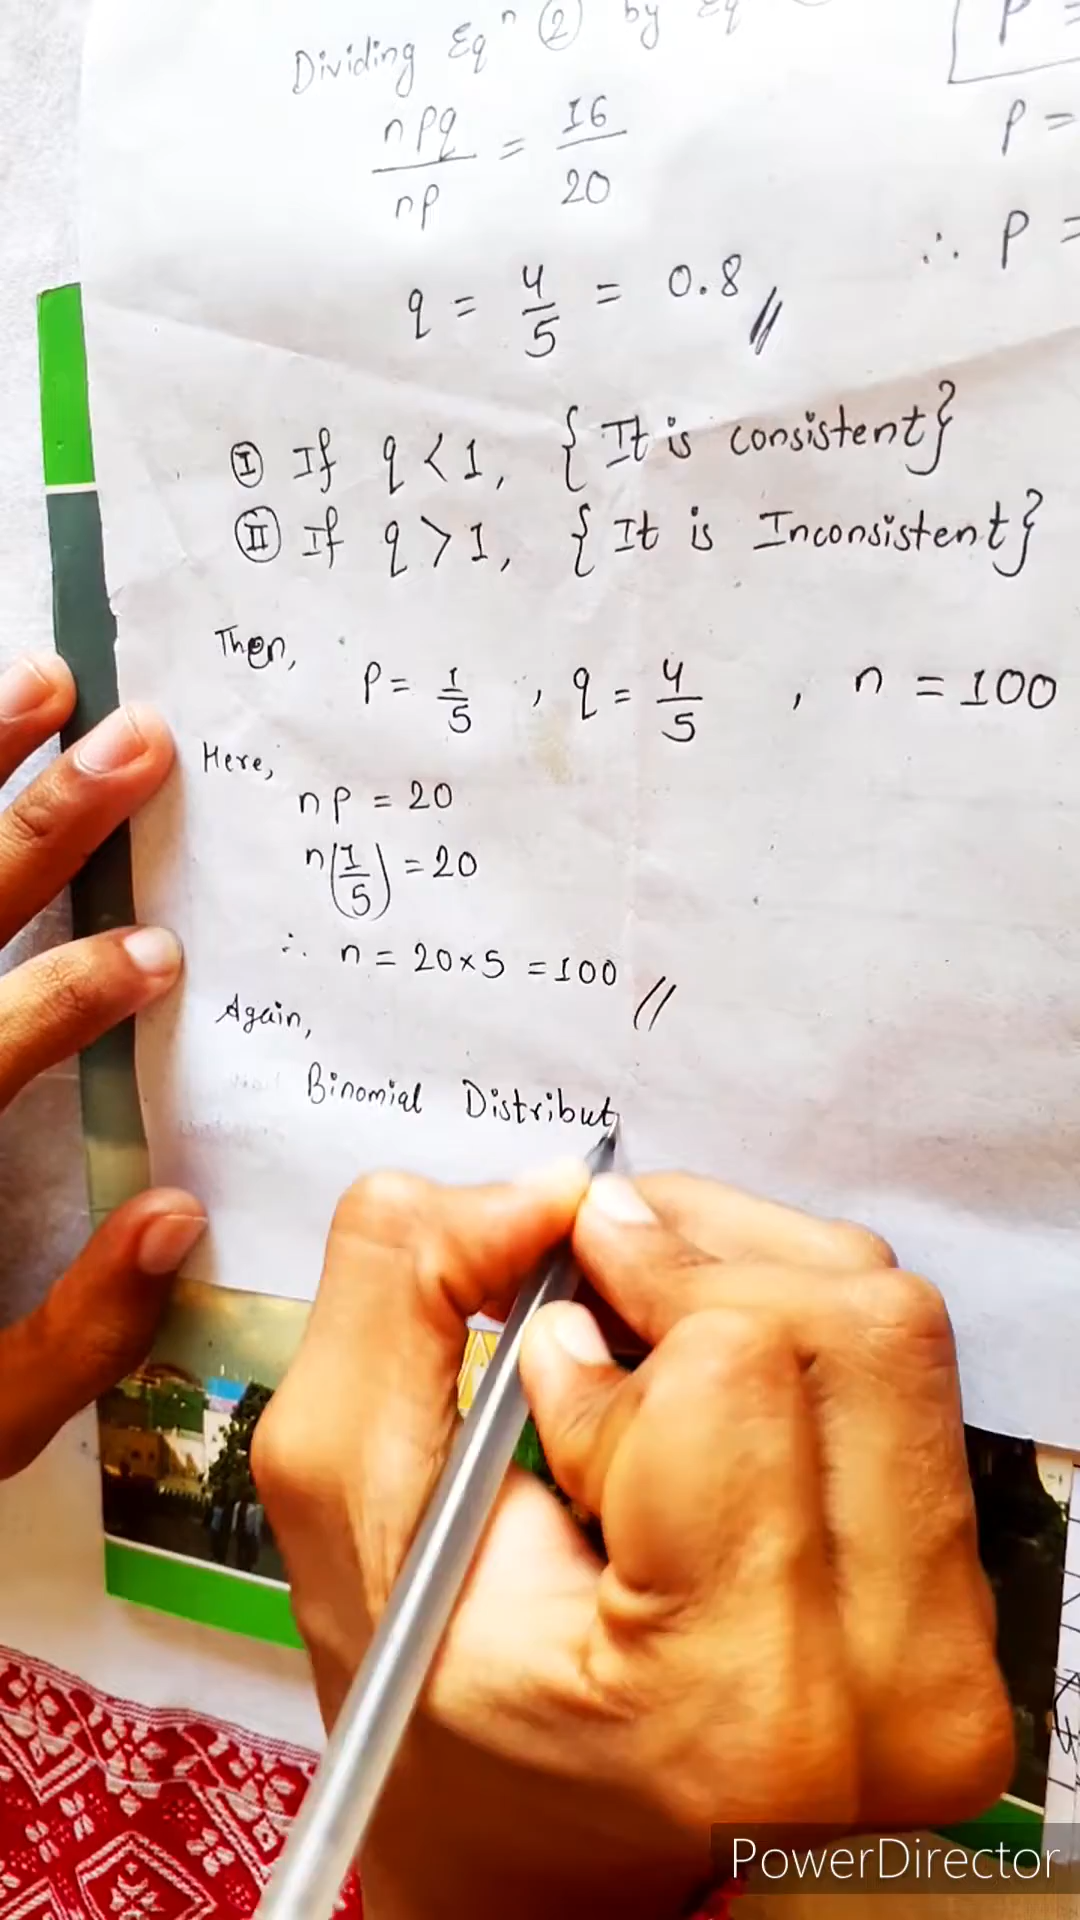 Dividing Eqⁿ ② by Eq
npq/np = 16/20
p =
p =
∴ p =
q = 4/5 = 0.8 //
Ⓘ If q < 1, { It is consistent}
Ⅱ If q > 1, { It is Inconsistent}
Then, p = 1/5 , q = 4/5 , n = 100
Here,
np = 20
n(1/5) = 20
∴ n = 20×5 = 100 //
Again,
Binomial Distribut
PowerDirector